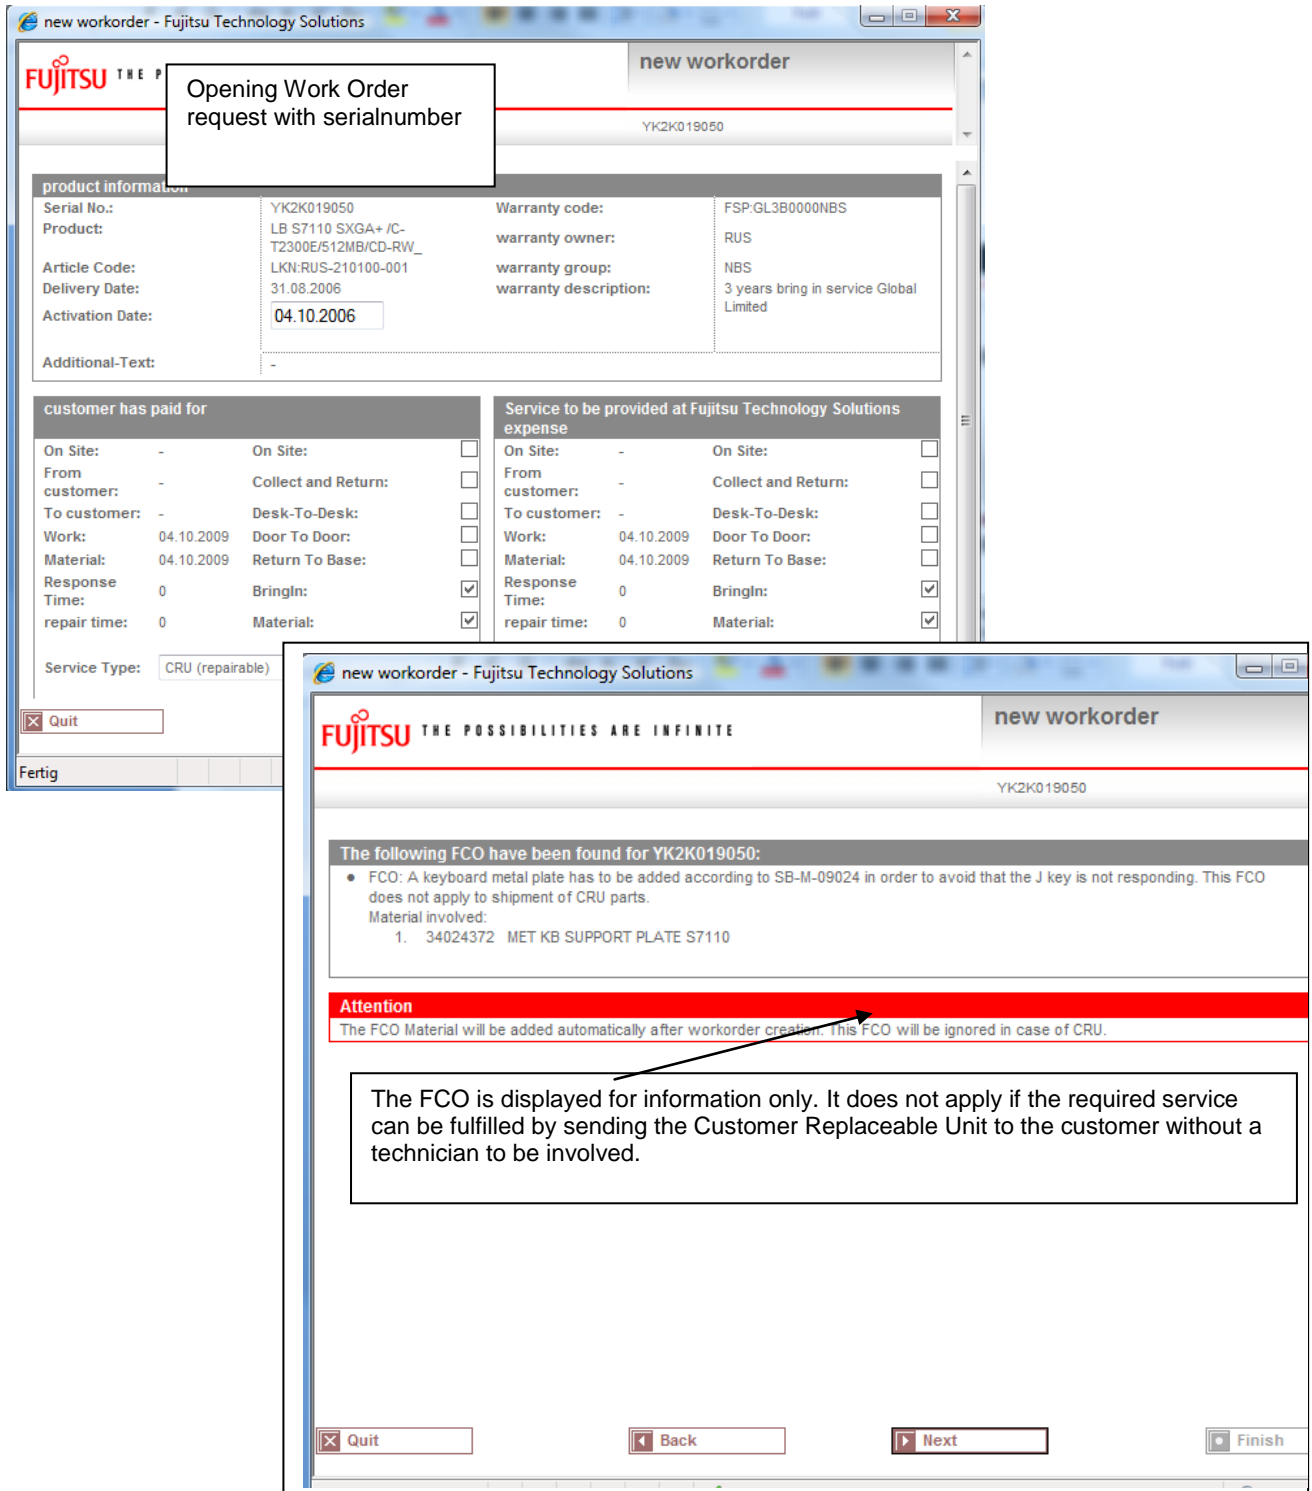 new workorder - Fujitsu Technology Solutions
FUJITSU THE P
new workorder
Opening Work Order
request with serialnumber
YK2K019050
product information
Serial No.: YK2K019050 Warranty code: FSP:GL3B0000NBS
Product: LB S7110 SXGA+ /C-
T2300E/512MB/CD-RW_
warranty owner: RUS
Article Code: LKN:RUS-210100-001 warranty group: NBS
Delivery Date: 31.08.2006 warranty description: 3 years bring in service Global
Limited
Activation Date: 04.10.2006
Additional-Text: -
customer has paid for
On Site: - On Site:
From
customer: - Collect and Return:
To customer: - Desk-To-Desk:
Work: 04.10.2009 Door To Door:
Material: 04.10.2009 Return To Base:
Response
Time: 0 BringIn:
repair time: 0 Material:
Service Type: CRU (repairable)
Service to be provided at Fujitsu Technology Solutions
expense
On Site: - On Site:
From
customer: - Collect and Return:
To customer: - Desk-To-Desk:
Work: 04.10.2009 Door To Door:
Material: 04.10.2009 Return To Base:
Response
Time: 0 BringIn:
repair time: 0 Material:
Quit
Fertig
new workorder - Fujitsu Technology Solutions
FUJITSU THE POSSIBILITIES ARE INFINITE
new workorder
YK2K019050
The following FCO have been found for YK2K019050:
• FCO: A keyboard metal plate has to be added according to SB-M-09024 in order to avoid that the J key is not responding. This FCO
does not apply to shipment of CRU parts.
Material involved:
1. 34024372 MET KB SUPPORT PLATE S7110
Attention
The FCO Material will be added automatically after workorder creation. This FCO will be ignored in case of CRU.
The FCO is displayed for information only. It does not apply if the required service
can be fulfilled by sending the Customer Replaceable Unit to the customer without a
technician to be involved.
Quit Back Next Finish